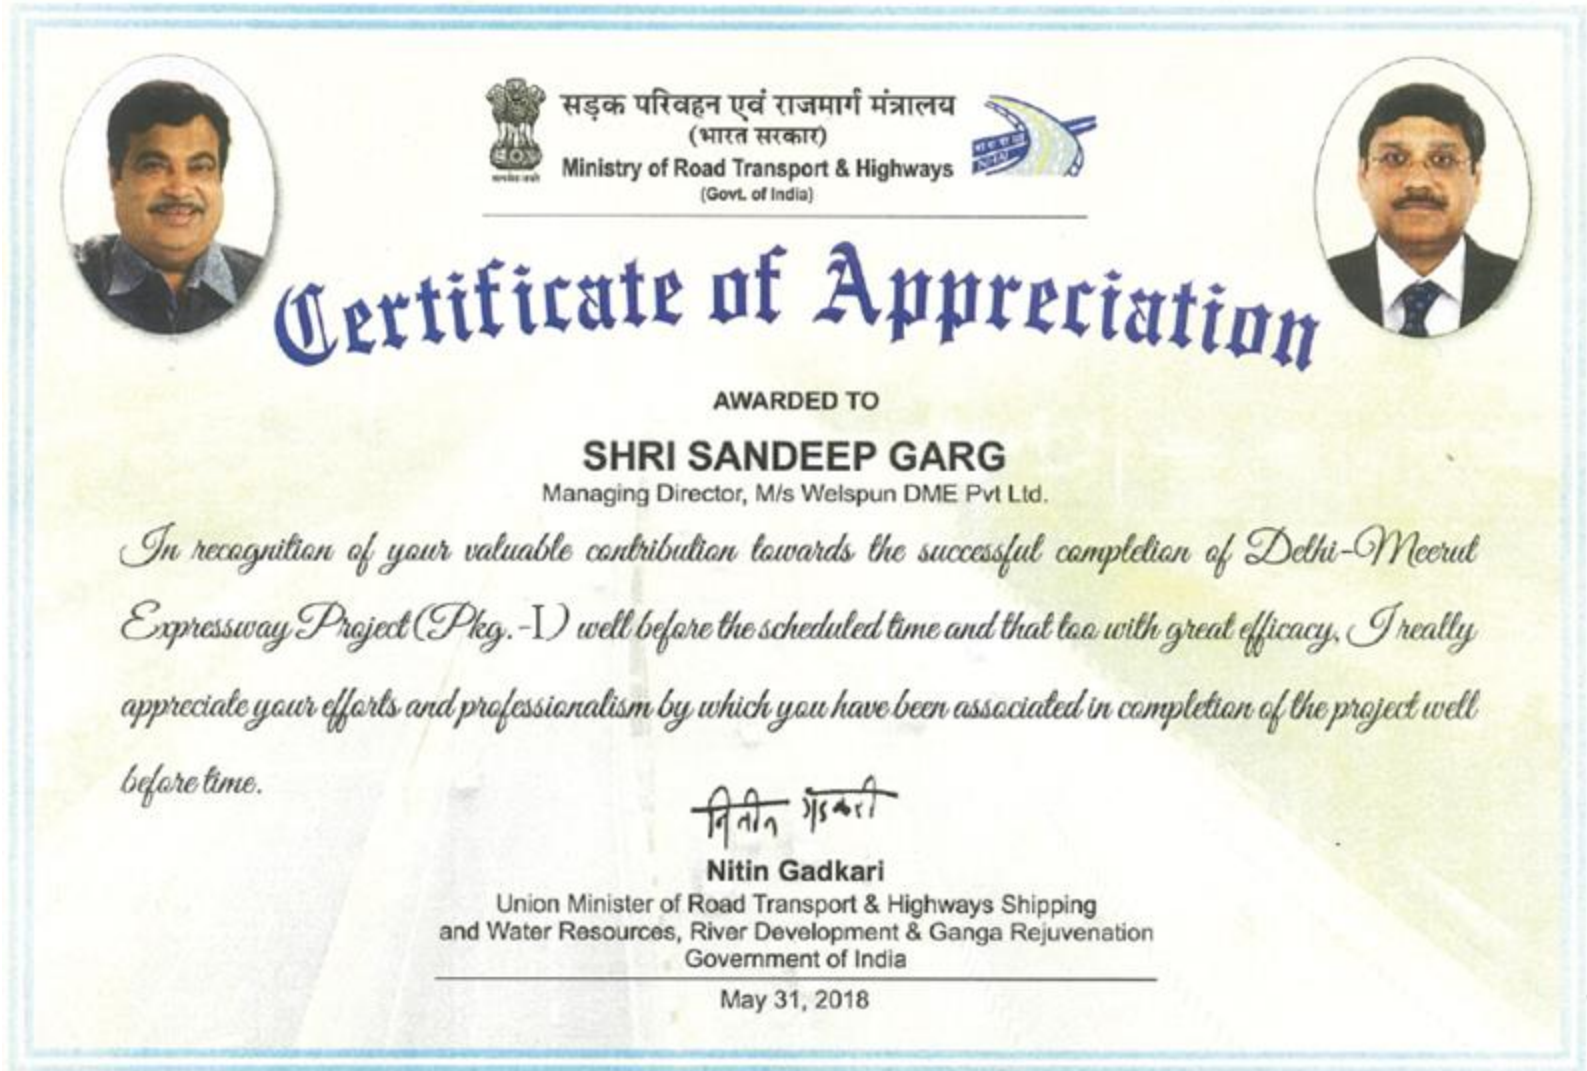 सड़क परिवहन एवं राजमार्ग मंत्रालय
(भारत सरकार)
Ministry of Road Transport & Highways
(Govt. of India)
सत्यमेव जयते
NHAI
Certificate of Appreciation
AWARDED TO
SHRI SANDEEP GARG
Managing Director, M/s Welspun DME Pvt Ltd.
In recognition of your valuable contribution towards the successful completion of Delhi-Meerut
Expressway Project (Pkg.-I) well before the scheduled time and that too with great efficacy, I really
appreciate your efforts and professionalism by which you have been associated in completion of the project well
before time.
नितीन गडकरी
Nitin Gadkari
Union Minister of Road Transport & Highways Shipping
and Water Resources, River Development & Ganga Rejuvenation
Government of India
May 31, 2018